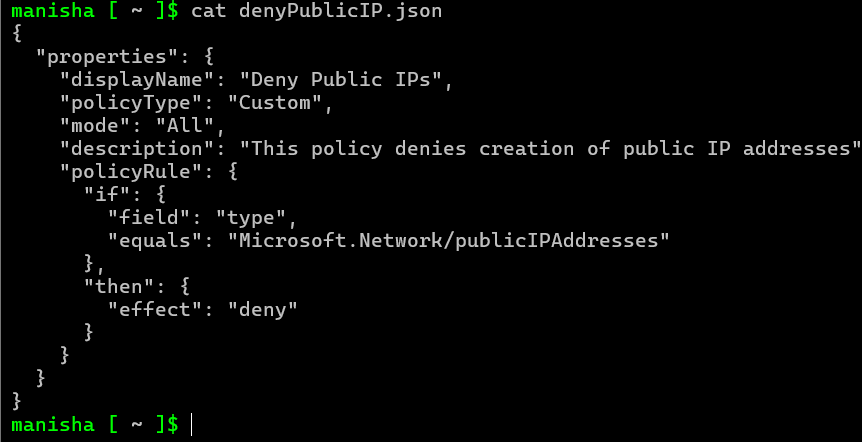 manisha [ ~ ]$ cat denyPublicIP.json
{
  "properties": {
    "displayName": "Deny Public IPs",
    "policyType": "Custom",
    "mode": "All",
    "description": "This policy denies creation of public IP addresses"
    "policyRule": {
      "if": {
        "field": "type",
        "equals": "Microsoft.Network/publicIPAddresses"
      },
      "then": {
        "effect": "deny"
      }
    }
  }
}
manisha [ ~ ]$